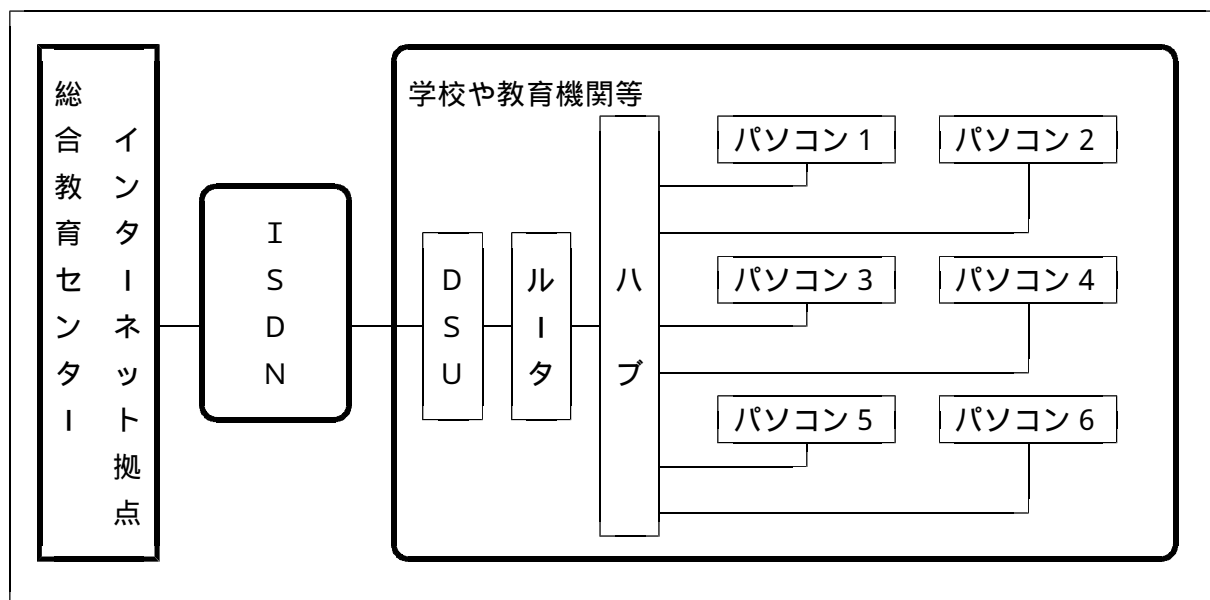 総合教育センター
インターネット拠点
ISDN
学校や教育機関等
DSU
ルータ
ハブ
パソコン1
パソコン2
パソコン3
パソコン4
パソコン5
パソコン6